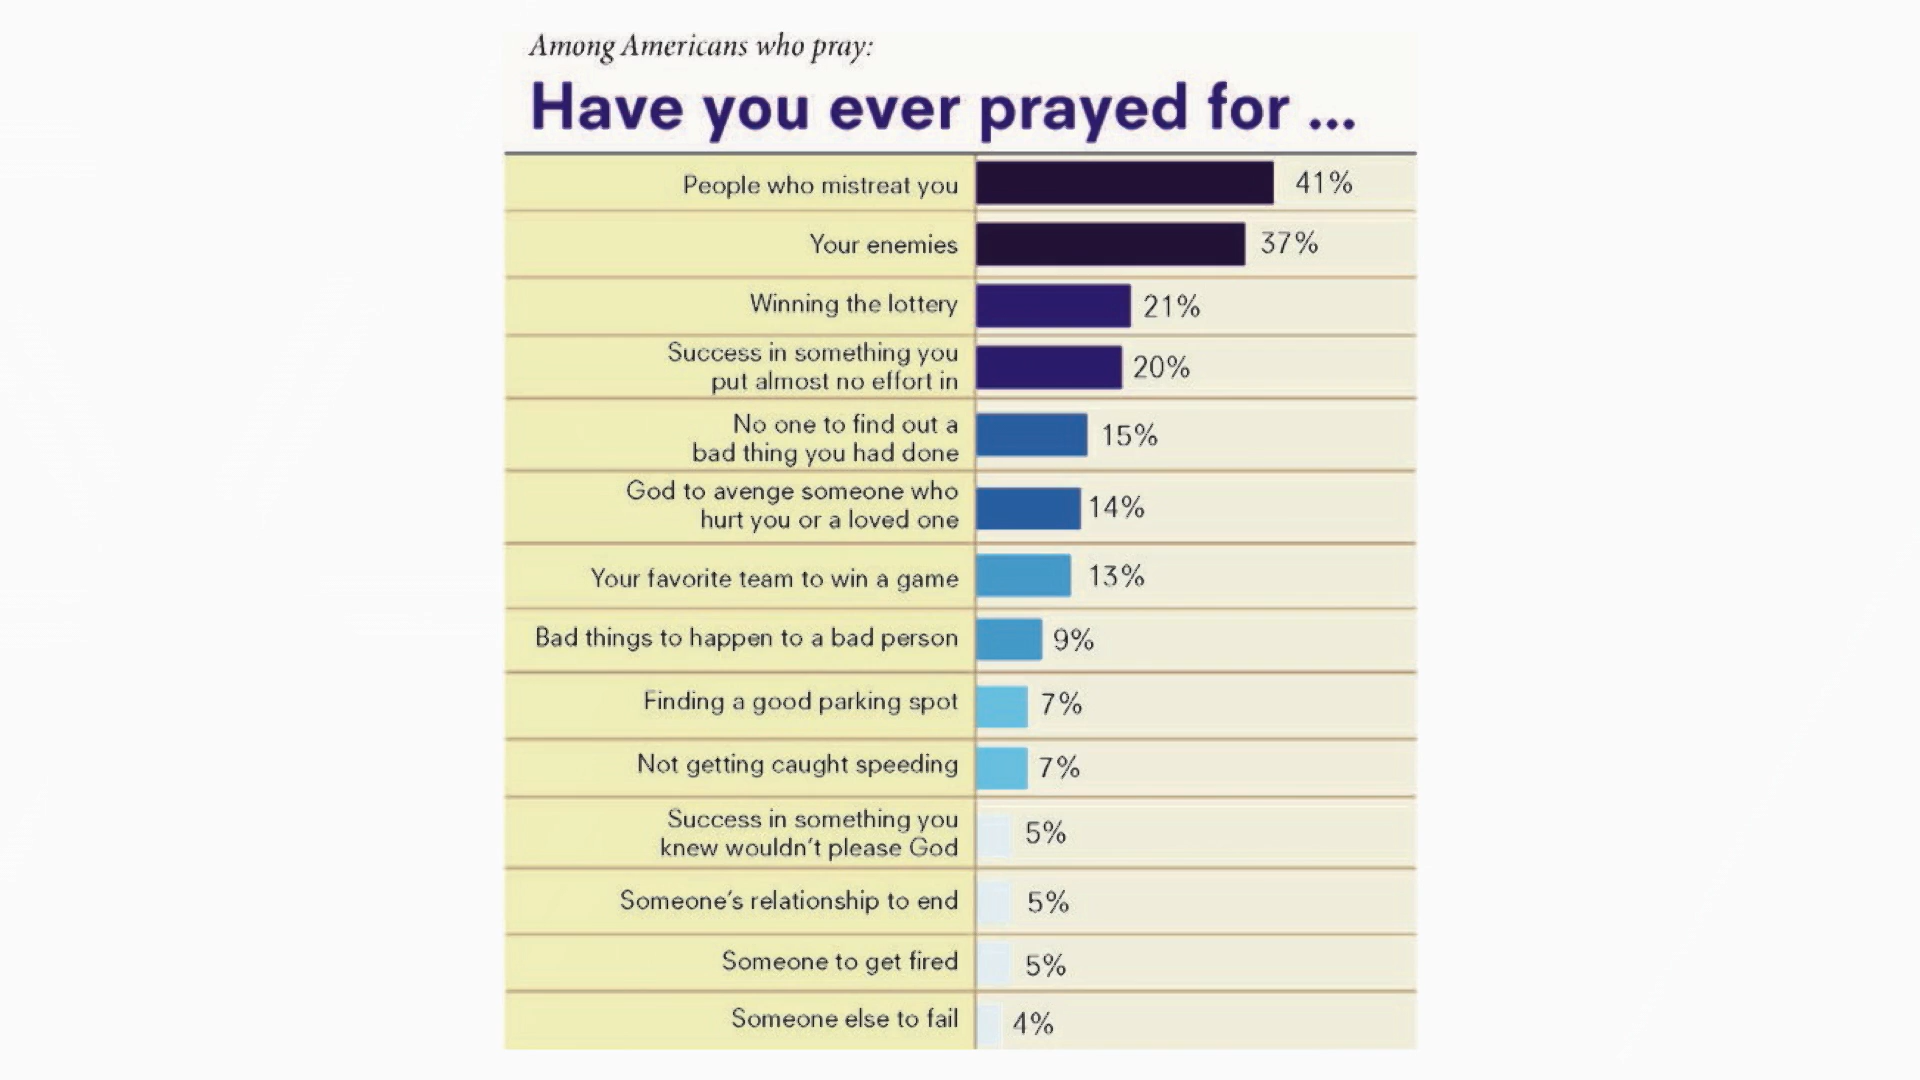 Among Americans who pray:
Have you ever prayed for ...
People who mistreat you 41%
Your enemies 37%
Winning the lottery 21%
Success in something you
put almost no effort in 20%
No one to find out a
bad thing you had done 15%
God to avenge someone who
hurt you or a loved one 14%
Your favorite team to win a game 13%
Bad things to happen to a bad person 9%
Finding a good parking spot 7%
Not getting caught speeding 7%
Success in something you
knew wouldn't please God 5%
Someone's relationship to end 5%
Someone to get fired 5%
Someone else to fail 4%